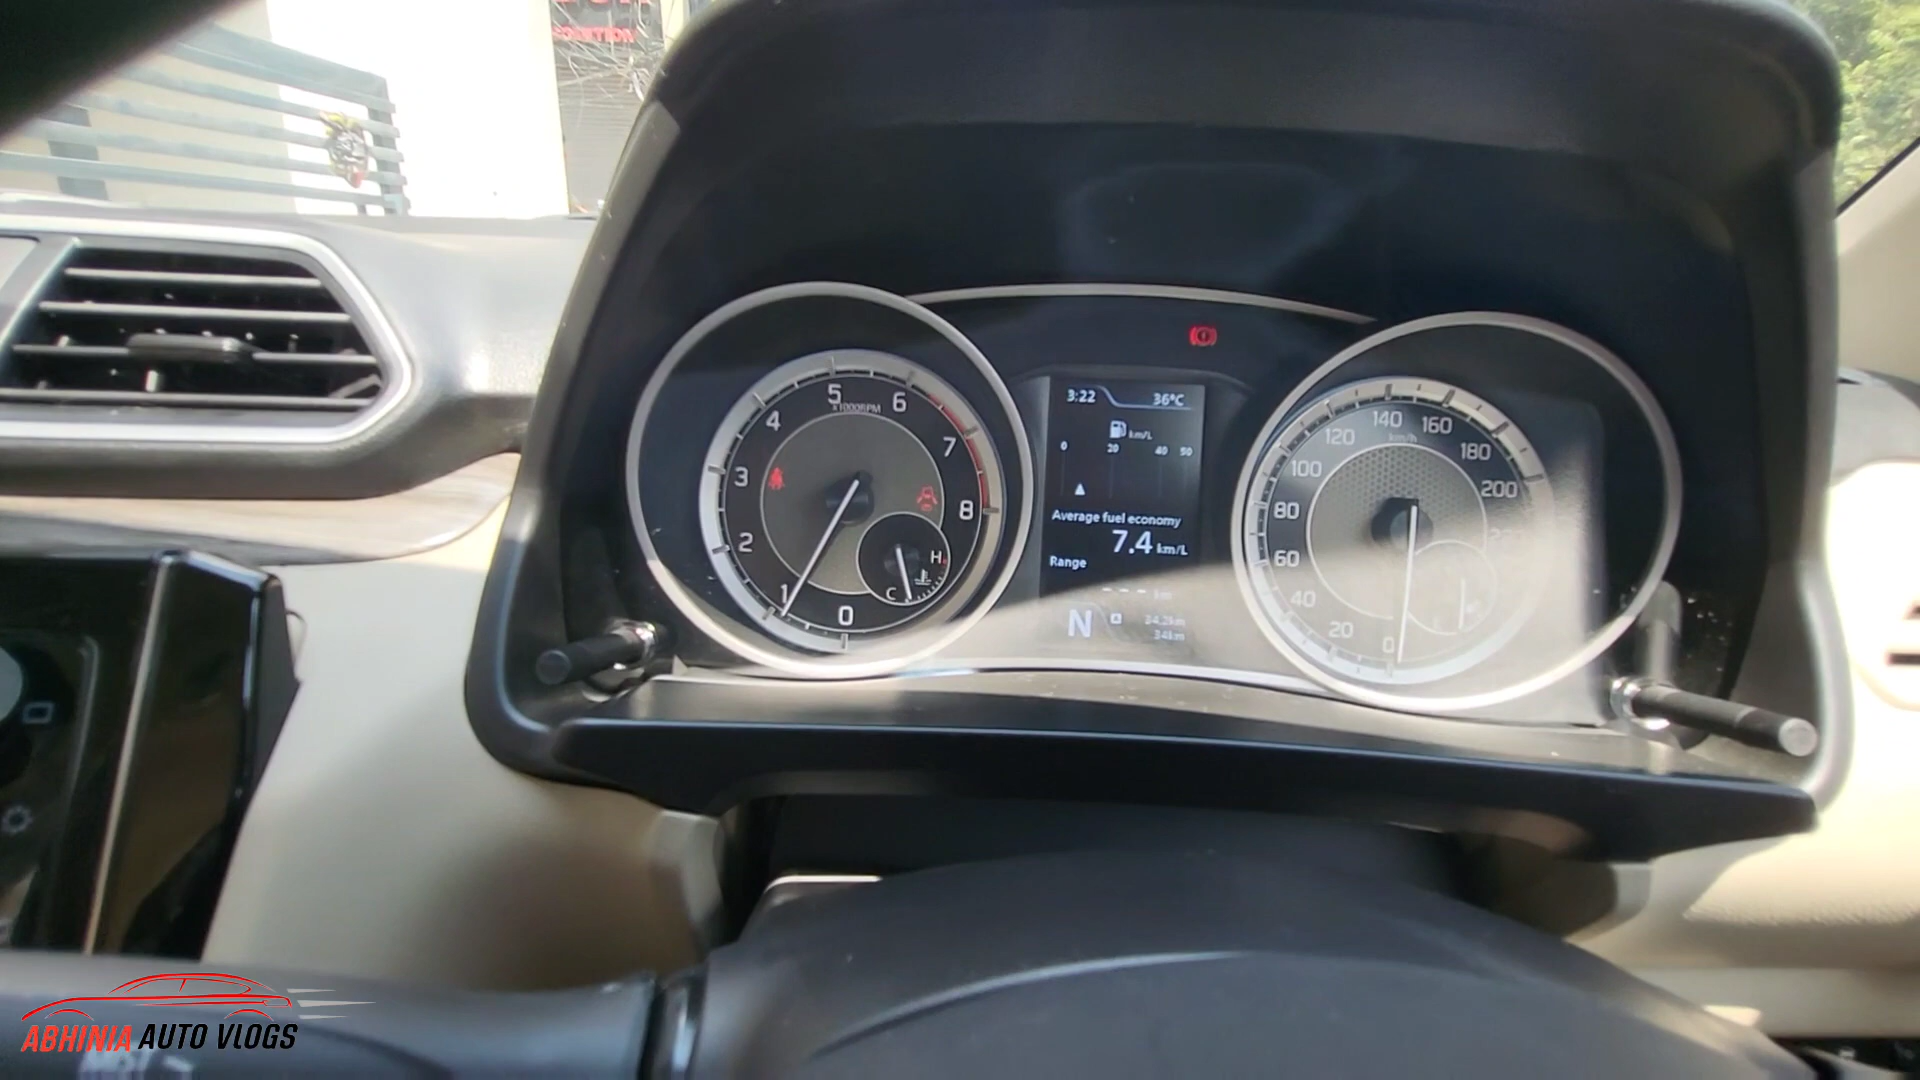 3:22 36°C
km/L
0 20 40 50
Average fuel economy
7.4 km/L
Range
--- km
N 34km
x1000RPM
0 1 2 3 4 5 6 7 8
H
C
km/h
0 20 40 60 80 100 120 140 160 180 200
ABHINIA AUTO VLOGS